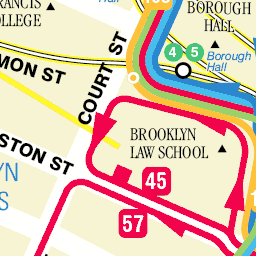 RANCIS
COLLEGE
Hall
BOROUGH
HALL
4 5
Borough
Hall
COURT ST
MON ST
BROOKLYN
LAW SCHOOL
STON ST
45
57
YN
S